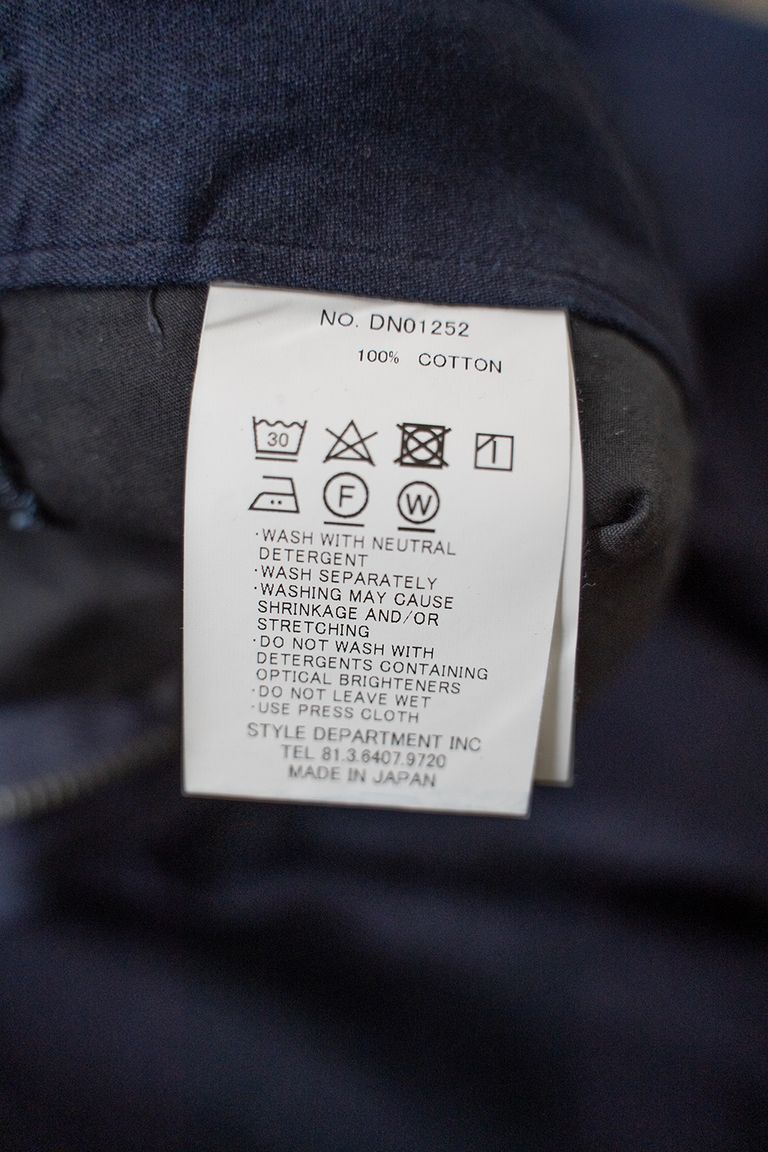 NO. DN01252
100% COTTON
30
F W
·WASH WITH NEUTRAL
DETERGENT
·WASH SEPARATELY
·WASHING MAY CAUSE
SHRINKAGE AND/OR
STRETCHING
·DO NOT WASH WITH
DETERGENTS CONTAINING
OPTICAL BRIGHTENERS
·DO NOT LEAVE WET
·USE PRESS CLOTH
STYLE DEPARTMENT INC
TEL 81.3.6407.9720
MADE IN JAPAN